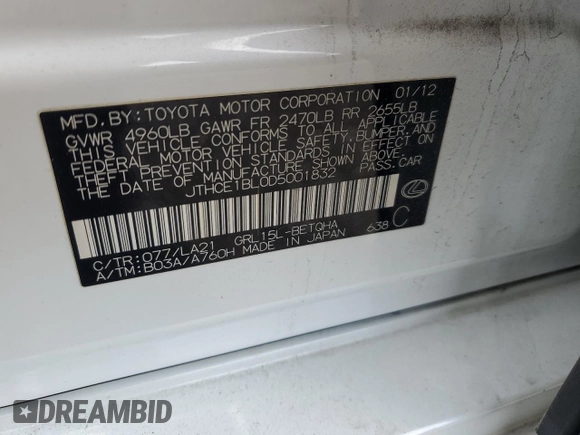 MFD.BY:TOYOTA MOTOR CORPORATION 01/12
GVWR 4960LB GAWR FR 2470LB RR 2655LB
THIS VEHICLE CONFORMS TO ALL APPLICABLE
FEDERAL MOTOR VEHICLE SAFETY,BUMPER,AND
THEFT PREVENTION STANDARDS IN EFFECT ON
THE DATE OF MANUFACTURE SHOWN ABOVE.
JTHCE1BL0D5001832 PASS.CAR
C/TR:077/LA21 GRL15L-BETQHA 638 C
A/TM:B03A/A760H MADE IN JAPAN
DREAMBID